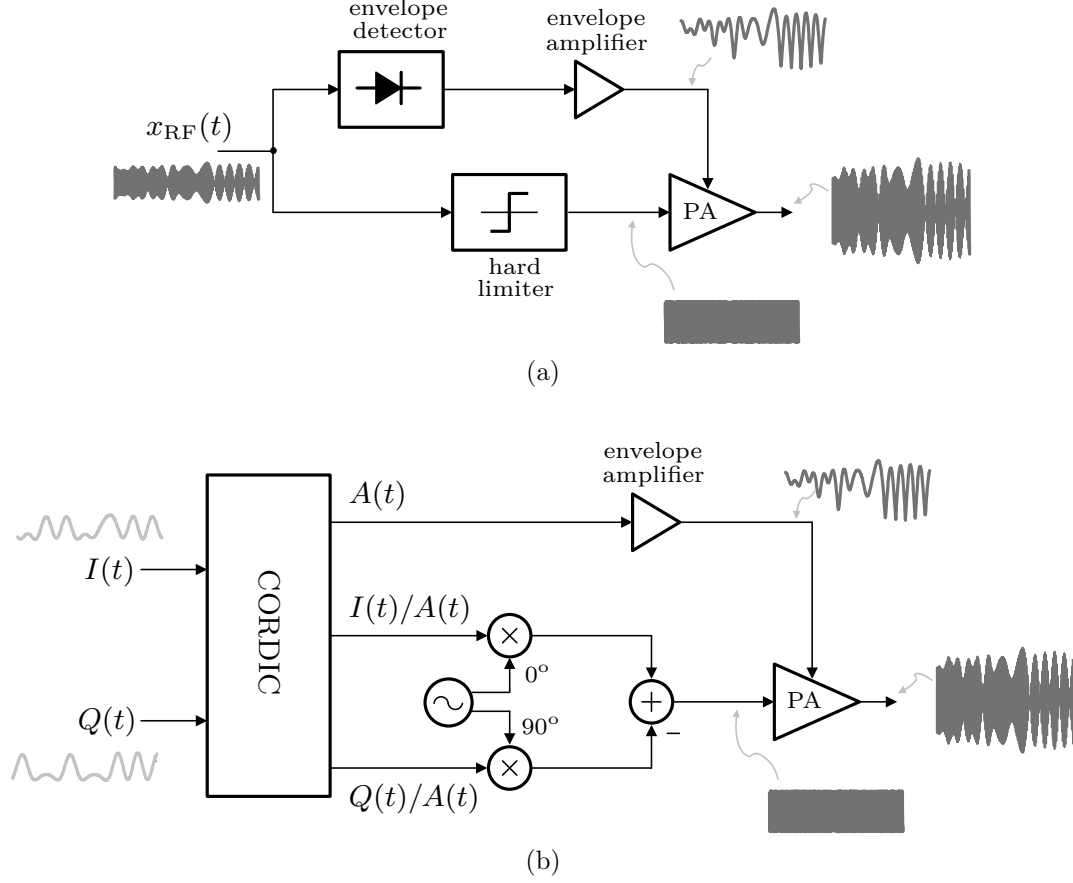 envelope
detector
envelope
amplifier
x_RF(t)
PA
hard
limiter
(a)
envelope
amplifier
A(t)
I(t)
CORDIC
I(t)/A(t)
×
0°
PA
Q(t)
+
90°
−
×
Q(t)/A(t)
(b)